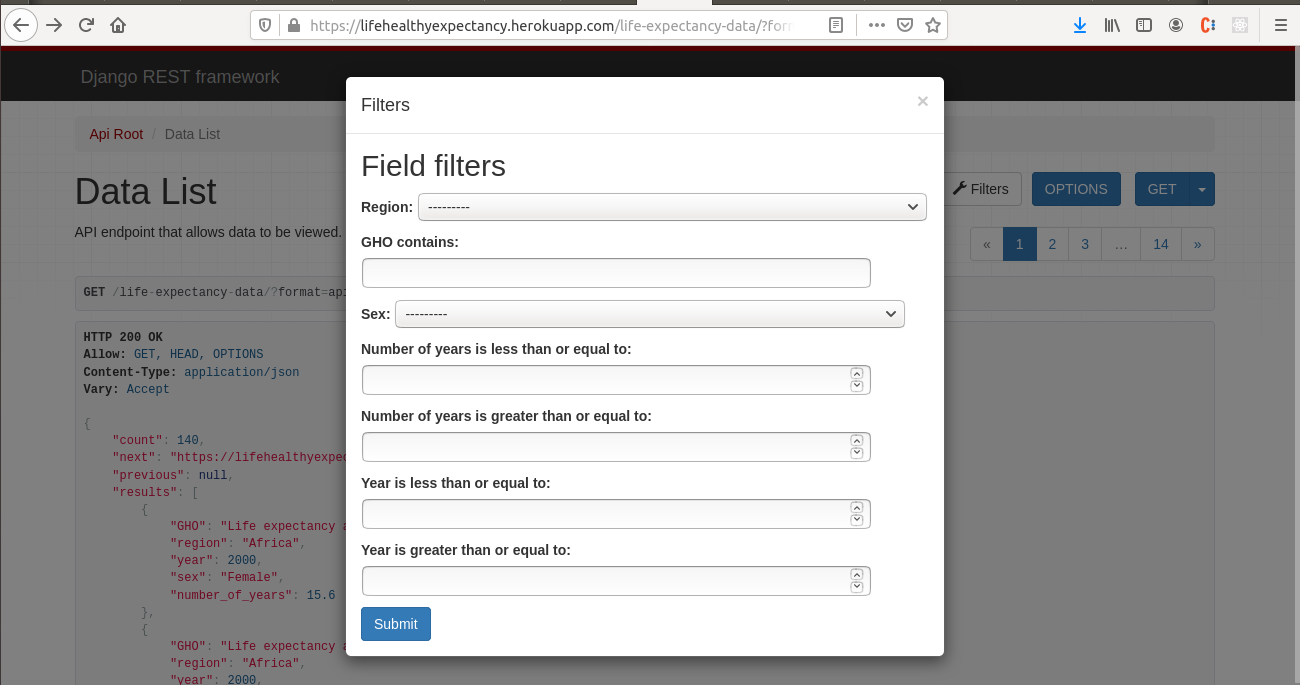 https://lifehealthyexpectancy.herokuapp.com/life-expectancy-data/?form
Django REST framework
Filters
×
Api Root / Data List
Field filters
Data List
Filters
OPTIONS
GET
Region: ---------
API endpoint that allows data to be viewed.
« 1 2 3 … 14 »
GHO contains:
GET /life-expectancy-data/?format=api
Sex: ---------
HTTP 200 OK
Allow: GET, HEAD, OPTIONS
Content-Type: application/json
Vary: Accept
Number of years is less than or equal to:
Number of years is greater than or equal to:
Year is less than or equal to:
Year is greater than or equal to:
Submit
{
"count": 140,
"next": "https://lifehealthyexpec
"previous": null,
"results": [
{
"GHO": "Life expectancy a
"region": "Africa",
"year": 2000,
"sex": "Female",
"number_of_years": 15.6
},
{
"GHO": "Life expectancy a
"region": "Africa",
"year": 2000,